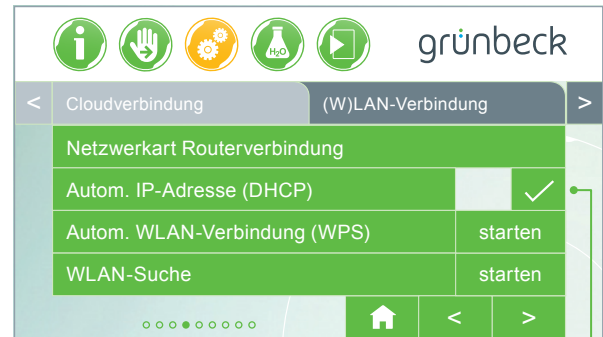 i H₂O grünbeck
< Cloudverbindung (W)LAN-Verbindung >
Netzwerkart Routerverbindung
Autom. IP-Adresse (DHCP)
Autom. WLAN-Verbindung (WPS) starten
WLAN-Suche starten
< >